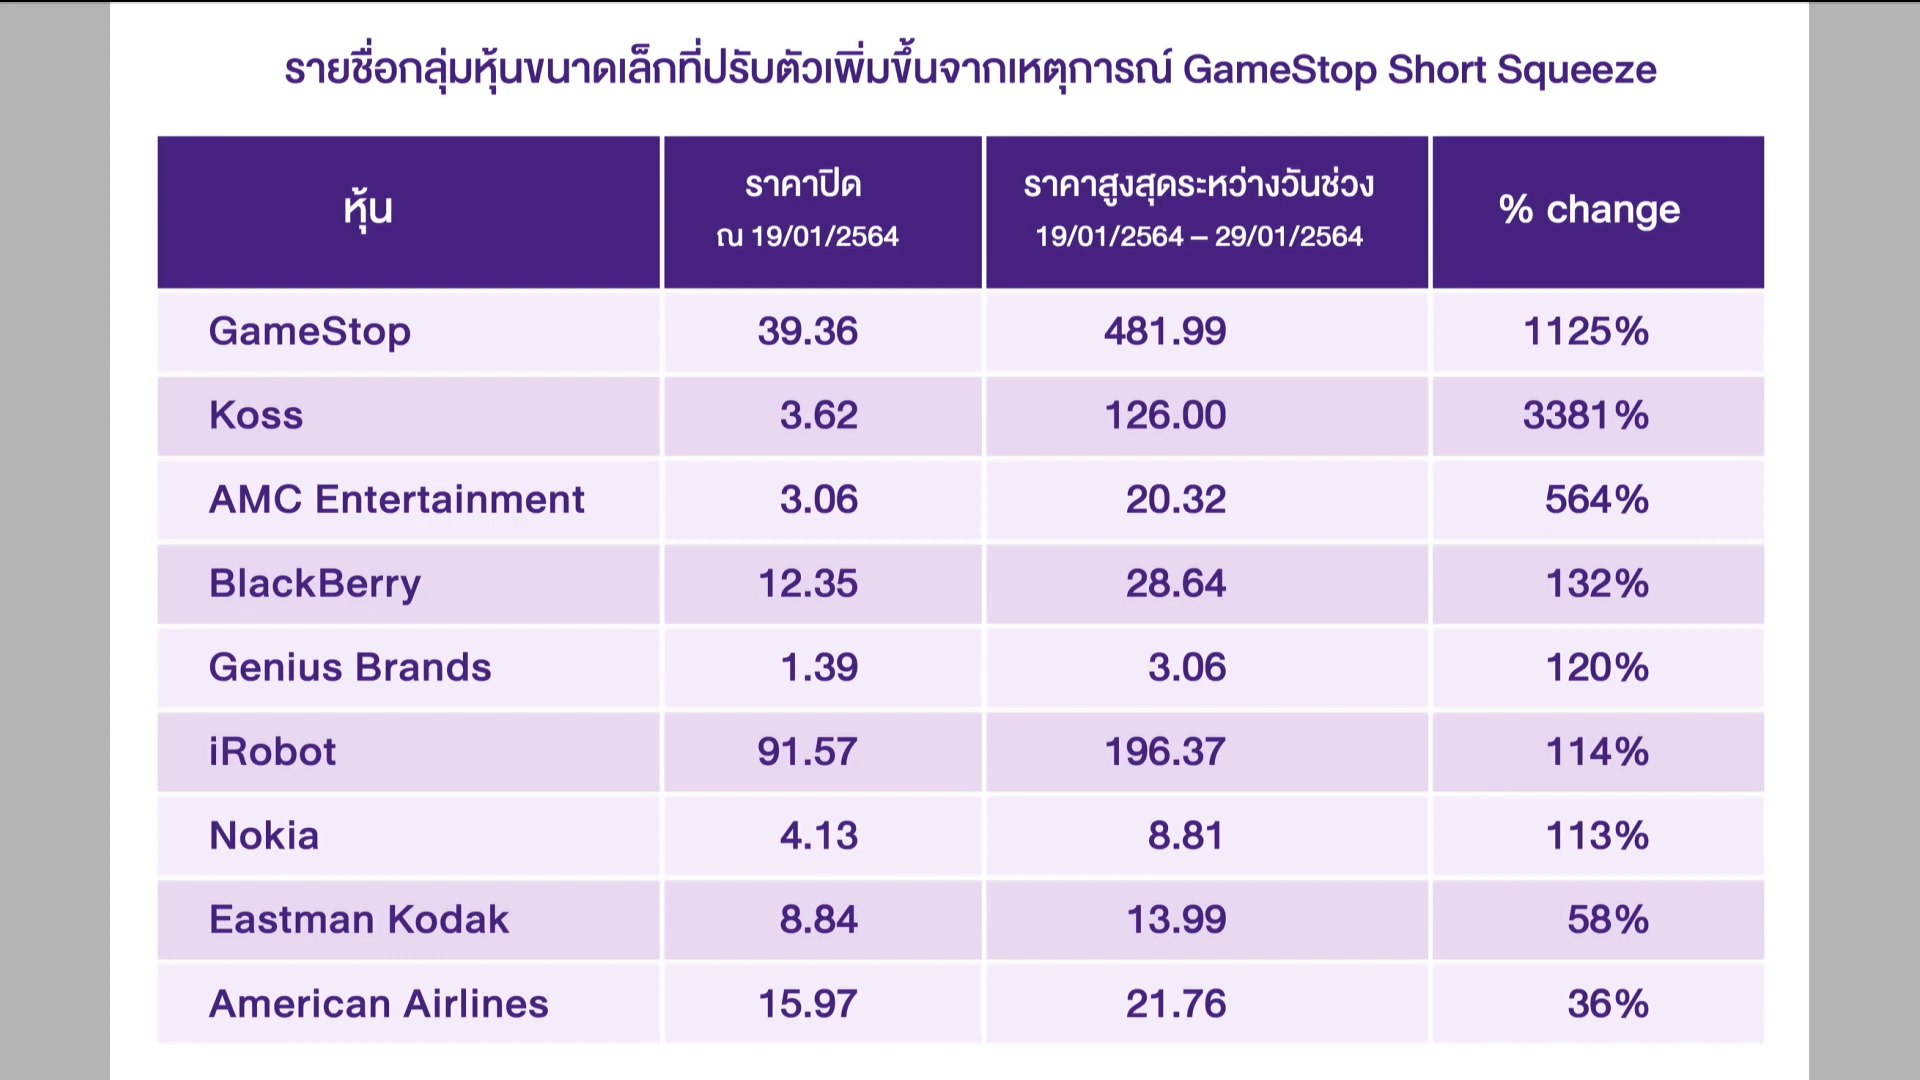 รายชื่อกลุ่มหุ้นขนาดเล็กที่ปรับตัวเพิ่มขึ้นจากเหตุการณ์ GameStop Short Squeeze
หุ้น ราคาปิด ณ 19/01/2564 ราคาสูงสุดระหว่างวันช่วง 19/01/2564 – 29/01/2564 % change
GameStop 39.36 481.99 1125%
Koss 3.62 126.00 3381%
AMC Entertainment 3.06 20.32 564%
BlackBerry 12.35 28.64 132%
Genius Brands 1.39 3.06 120%
iRobot 91.57 196.37 114%
Nokia 4.13 8.81 113%
Eastman Kodak 8.84 13.99 58%
American Airlines 15.97 21.76 36%